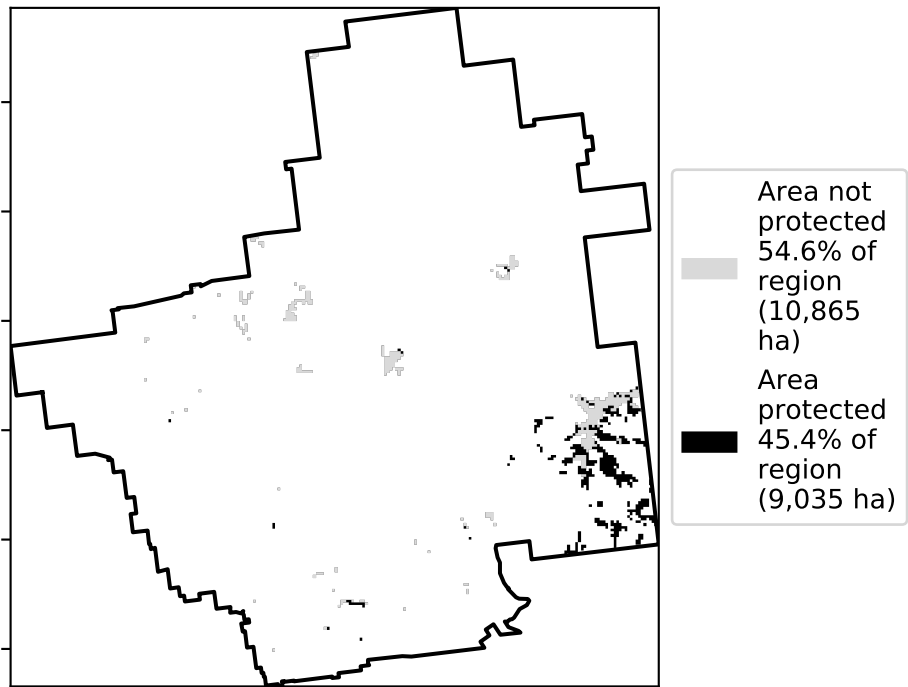 Area not
protected
54.6% of
region
(10,865
ha)
Area
protected
45.4% of
region
(9,035 ha)